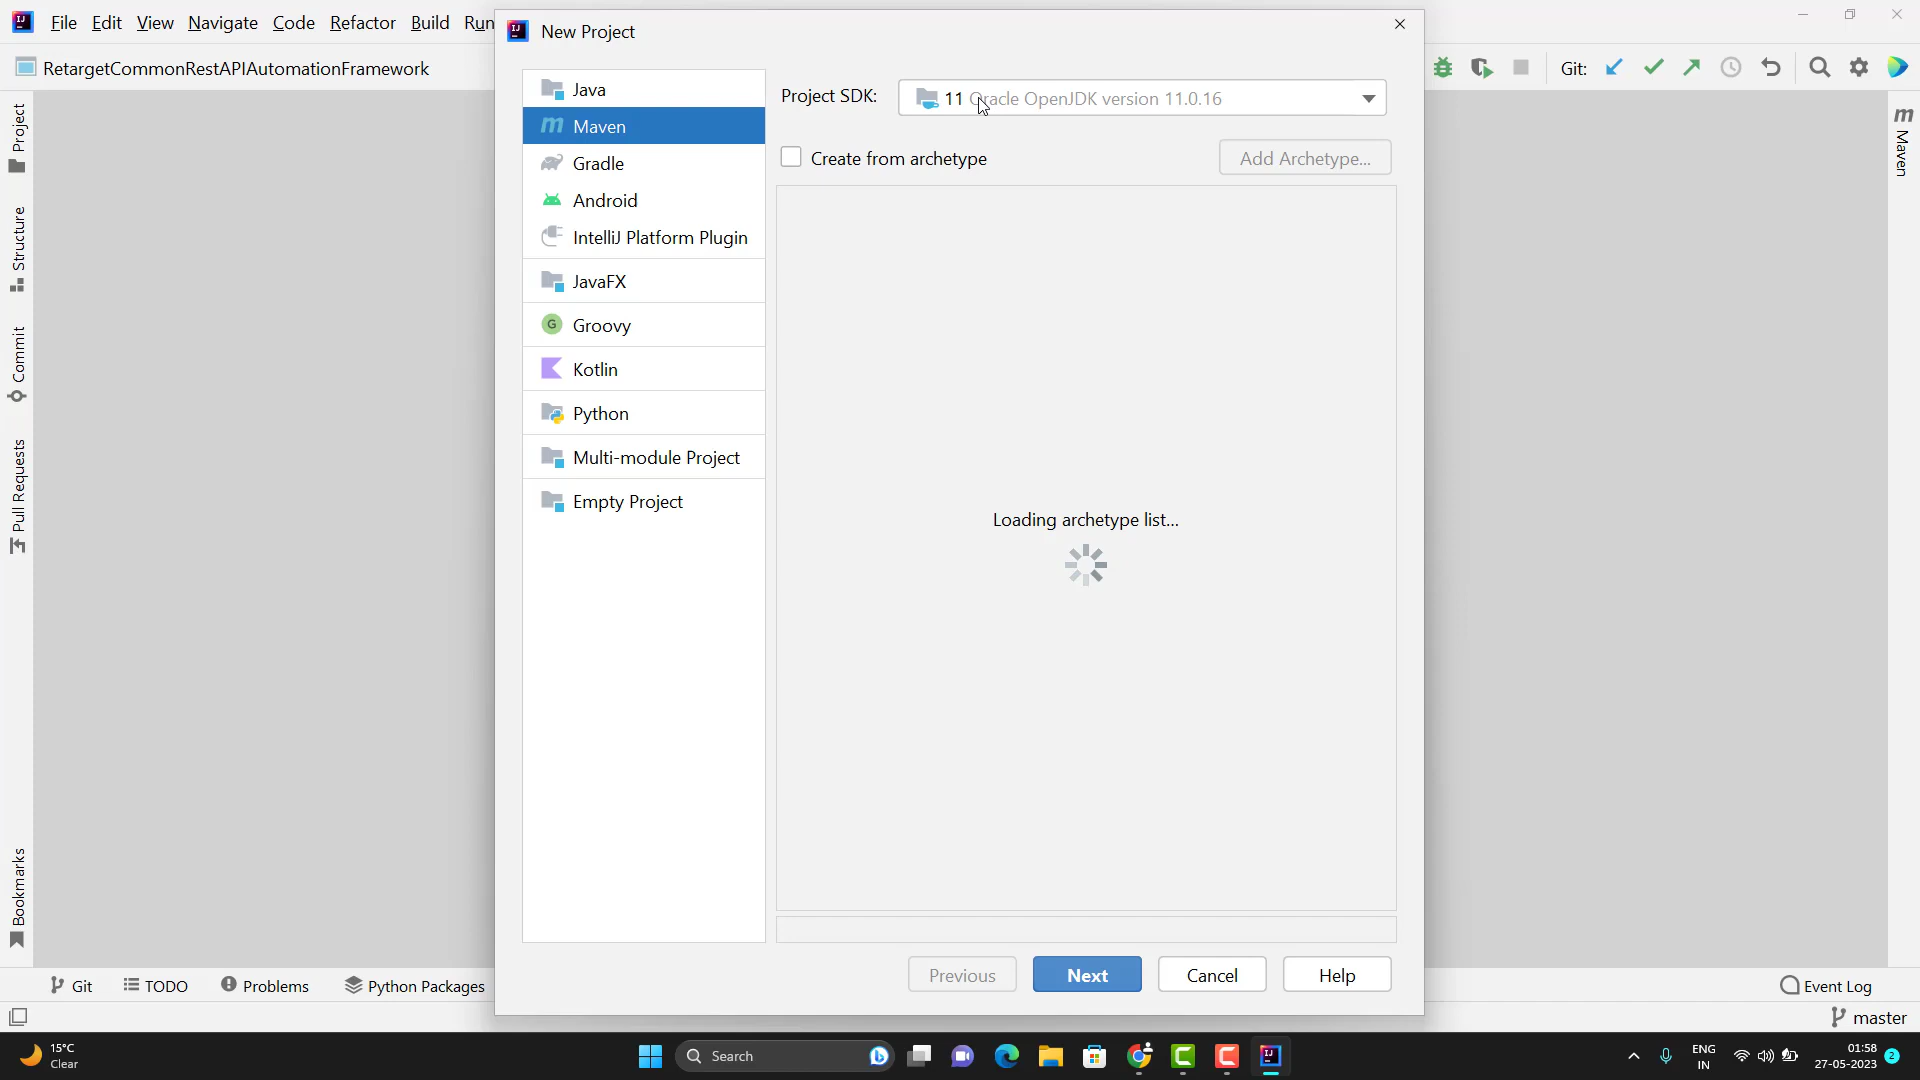 File Edit View Navigate Code Refactor Build Run
New Project
RetargetCommonRestAPIAutomationFramework
Git:
Project
Structure
Commit
Pull Requests
Bookmarks
Java
Maven
Gradle
Android
IntelliJ Platform Plugin
JavaFX
Groovy
Kotlin
Python
Multi-module Project
Empty Project
Project SDK:
11 Oracle OpenJDK version 11.0.16
Create from archetype
Add Archetype...
Loading archetype list...
Previous
Next
Cancel
Help
Maven
Git
TODO
Problems
Python Packages
Event Log
master
15°C
Clear
Search
ENG
IN
01:58
27-05-2023
2